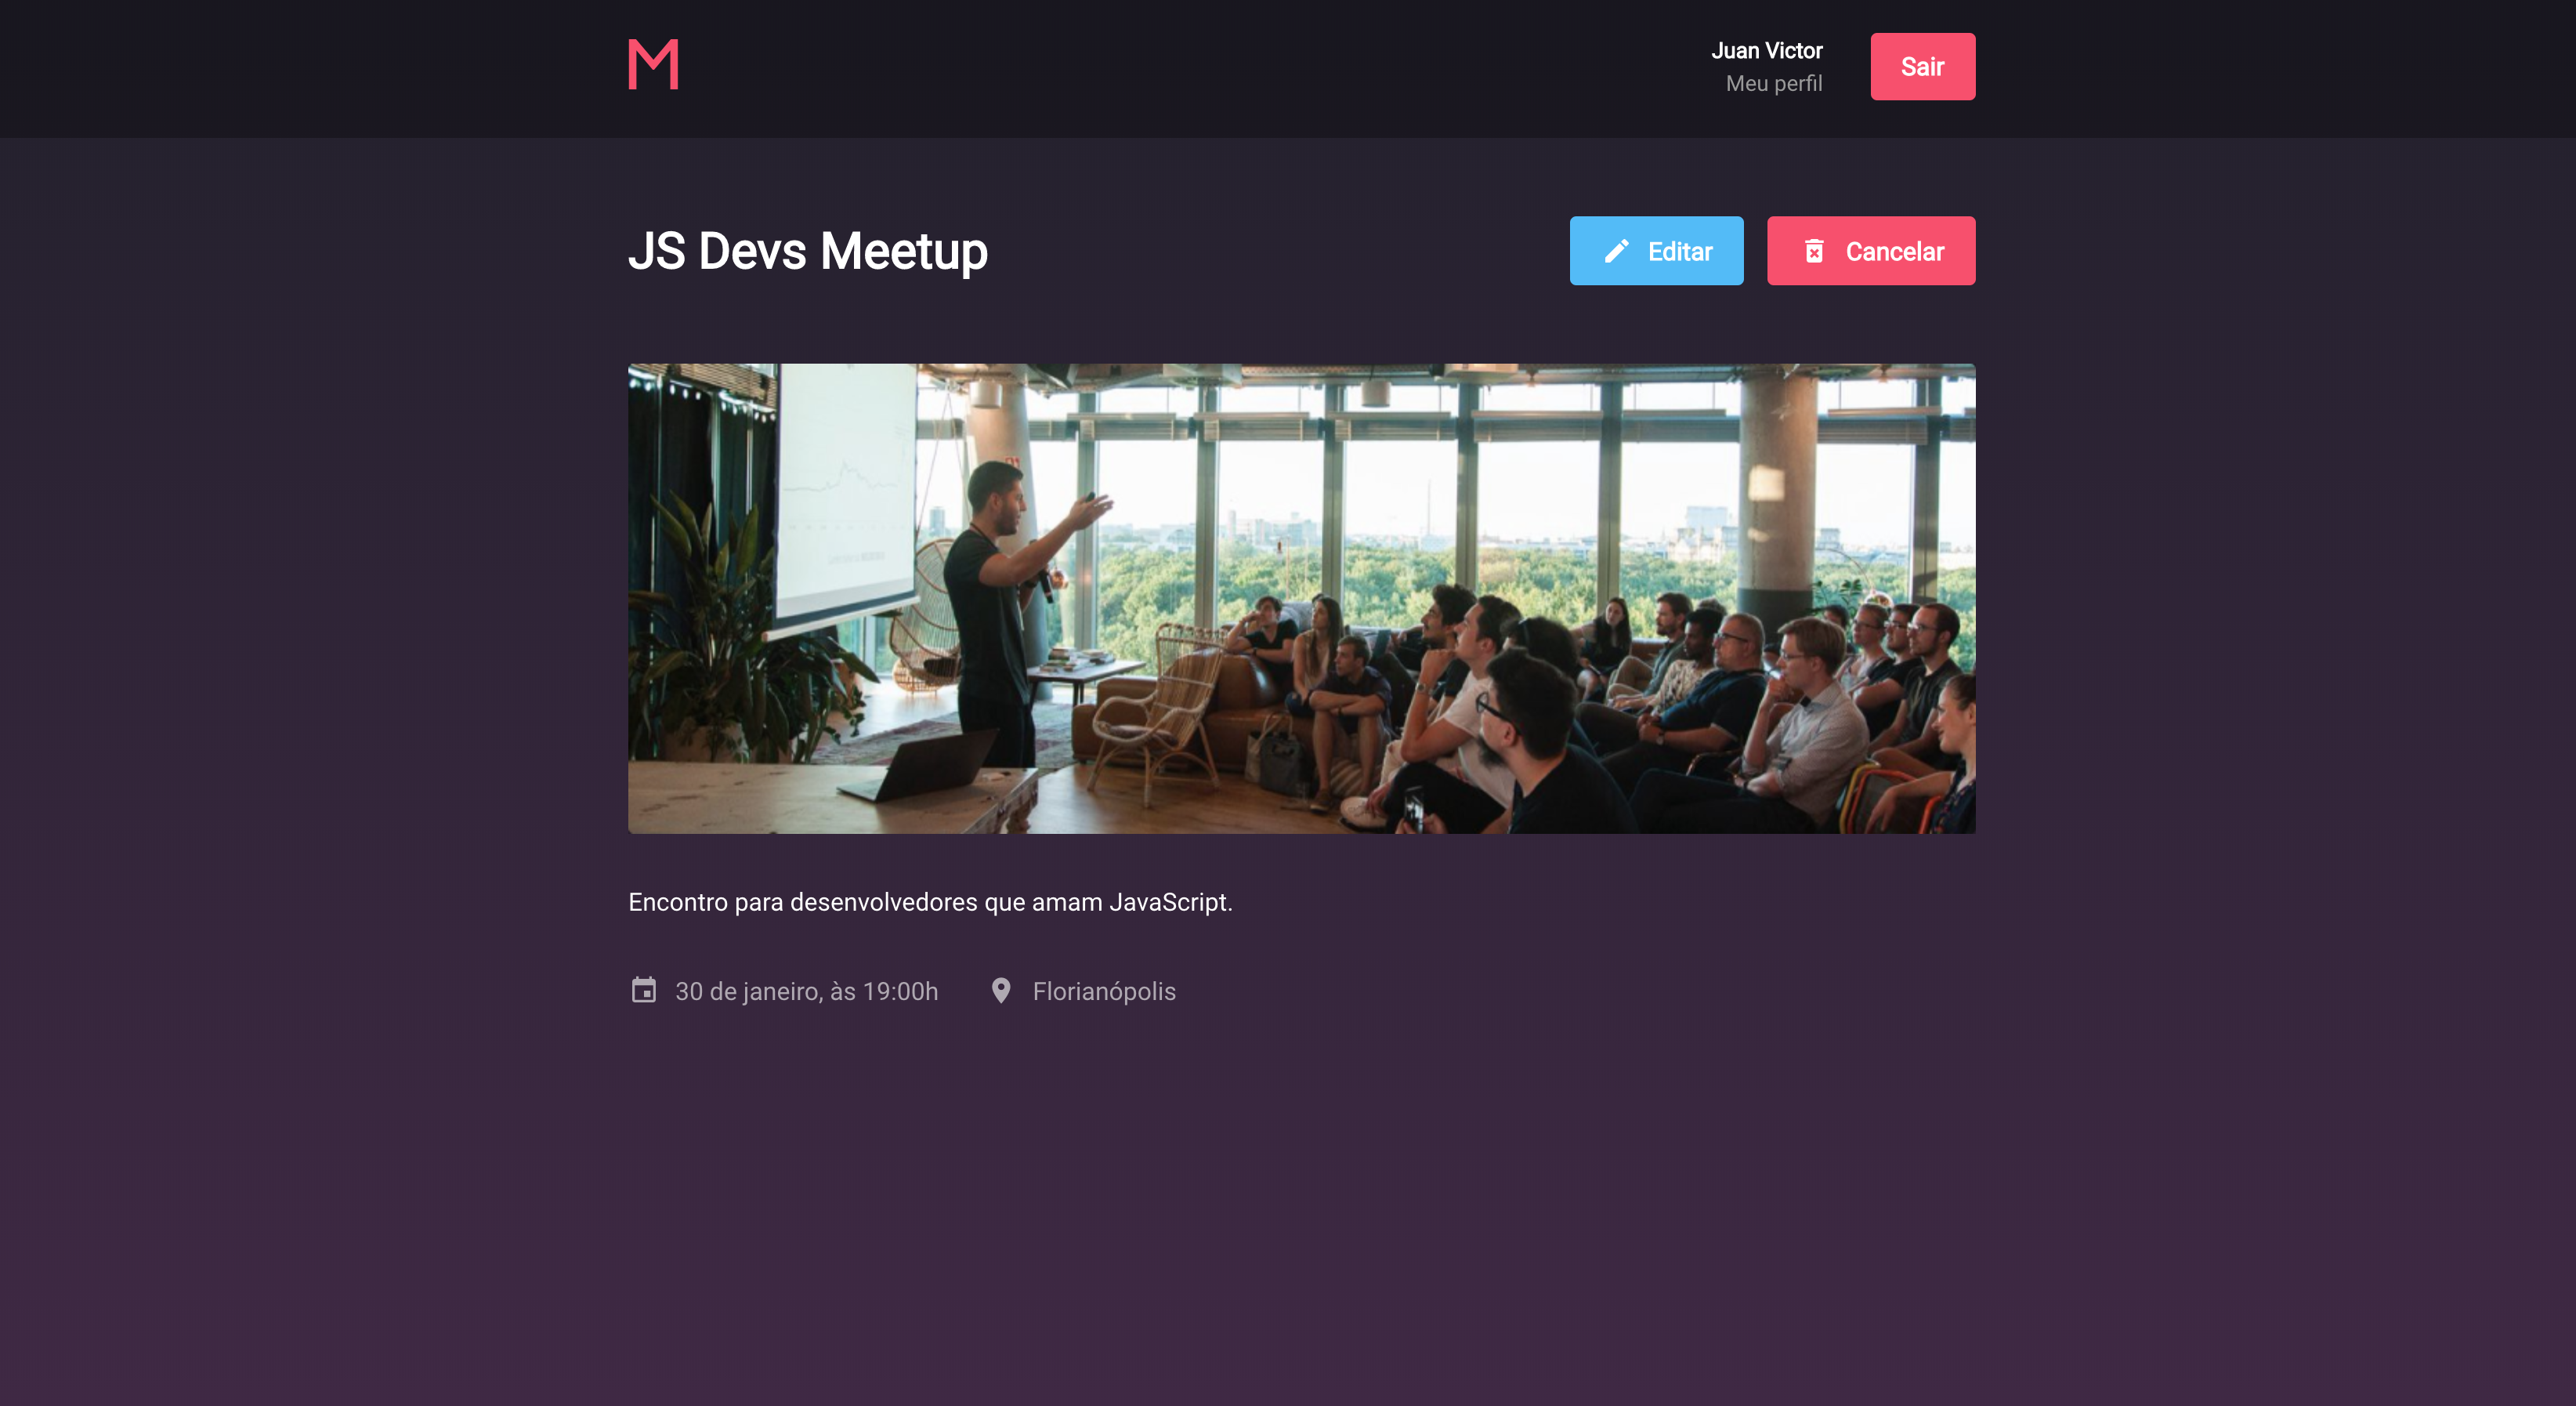 M
Juan Victor
Meu perfil
Sair
JS Devs Meetup
Editar
Cancelar
Encontro para desenvolvedores que amam JavaScript.
30 de janeiro, às 19:00h
Florianópolis